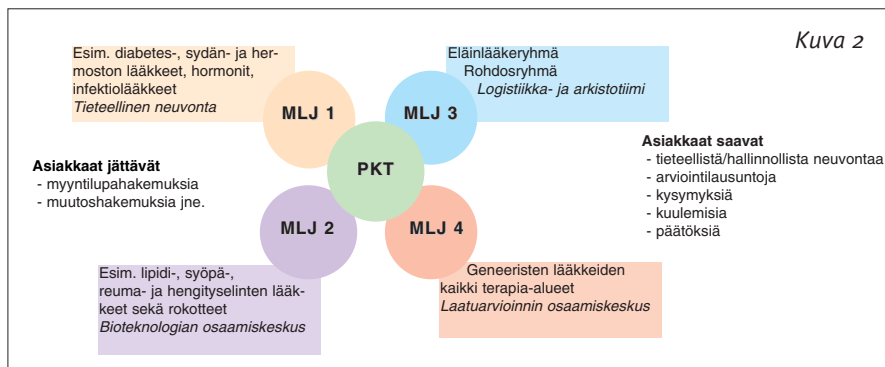 Kuva 2
Esim. diabetes-, sydän- ja her-
moston lääkkeet, hormonit,
infektiolääkkeet
Tieteellinen neuvonta
MLJ 1
Eläinlääkeryhmä
Rohdosryhmä
Logistiikka- ja arkistotiimi
MLJ 3
PKT
Asiakkaat jättävät
- myyntilupahakemuksia
- muutoshakemuksia jne.
Asiakkaat saavat
- tieteellistä/hallinnollista neuvontaa
- arviointilausuntoja
- kysymyksiä
- kuulemisia
- päätöksiä
MLJ 2
Esim. lipidi-, syöpä-,
reuma- ja hengityselinten lääk-
keet sekä rokotteet
Bioteknologian osaamiskeskus
MLJ 4
Geneeristen lääkkeiden
kaikki terapia-alueet
Laatuarvioinnin osaamiskeskus